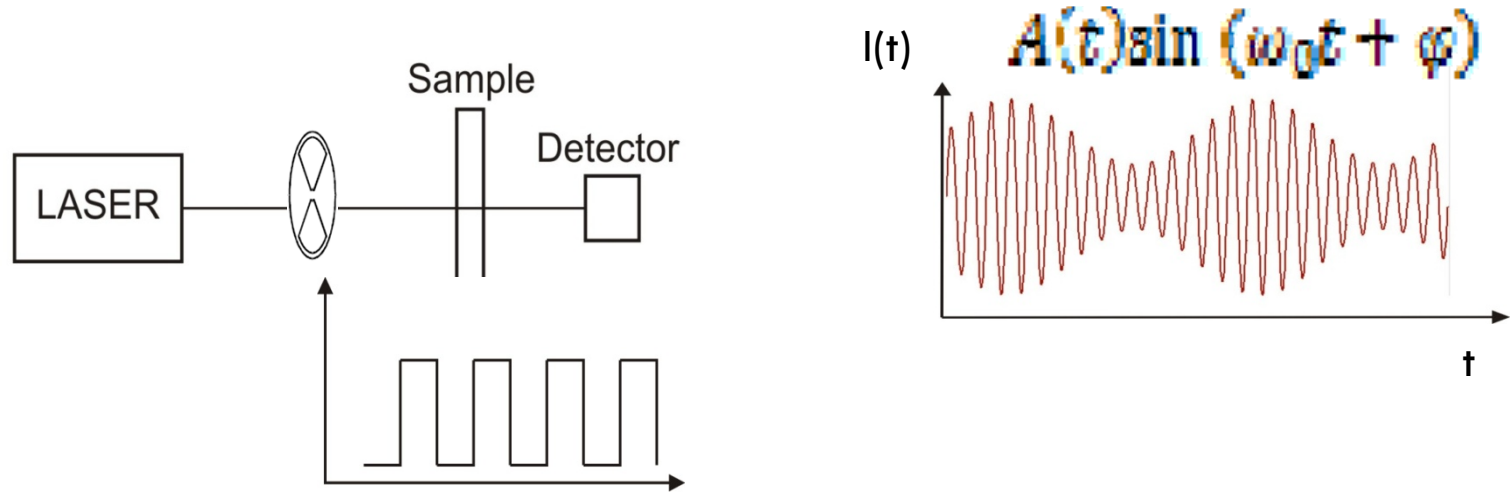 Sample
Detector
LASER
I(t)
A(t)sin (ω₀t + φ)
t